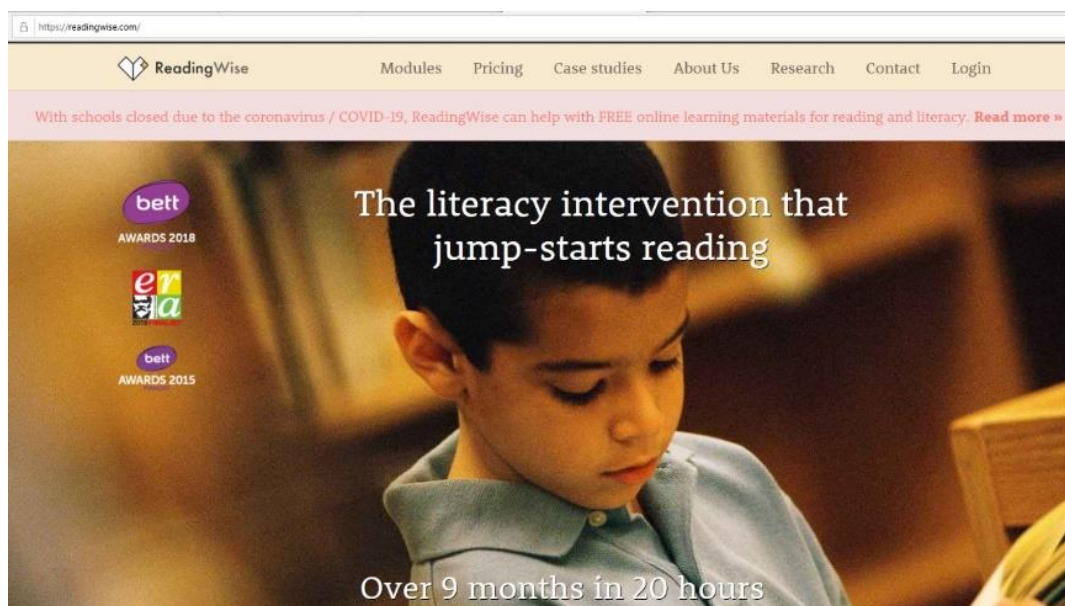 https://readingwise.com/
ReadingWise
Modules Pricing Case studies About Us Research Contact Login
With schools closed due to the coronavirus / COVID-19, ReadingWise can help with FREE online learning materials for reading and literacy. Read more »
bett
AWARDS 2018
The literacy intervention that
jump-starts reading
er
a
bett
AWARDS 2015
Over 9 months in 20 hours